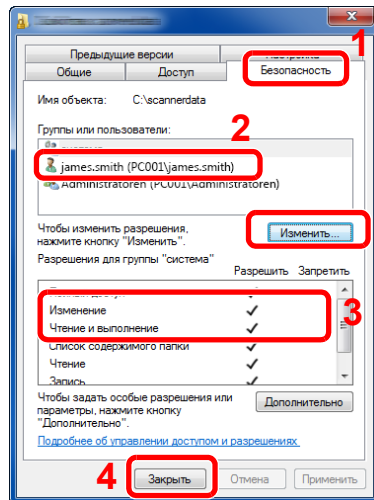 1
Предыдущие версии
Общие
Доступ
Безопасность
Имя объекта: C:\scannerdata
2
Группы или пользователи:
james.smith (PC001\james.smith)
Administratoren (PC001\Administratoren)
Чтобы изменить разрешения,
нажмите кнопку "Изменить".
Изменить...
Разрешения для группы "система"
Разрешить Запретить
3
Изменение
Чтение и выполнение
Список содержимого папки
Чтение
Запись
Чтобы задать особые разрешения или
параметры, нажмите кнопку
"Дополнительно".
Дополнительно
Подробнее об управлении доступом и разрешениях
4
Закрыть
Отмена
Применить